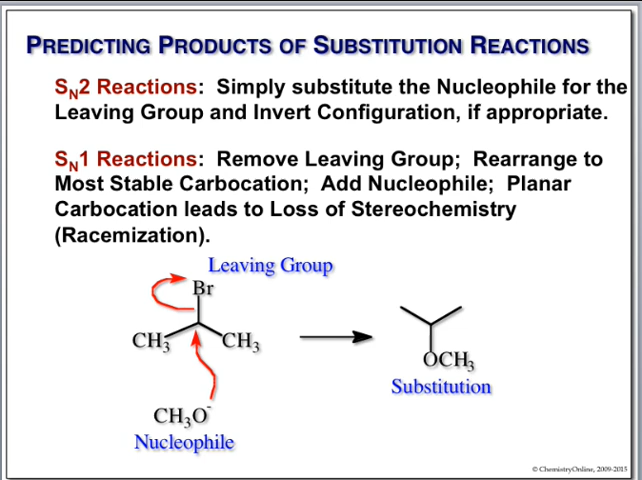 PREDICTING PRODUCTS OF SUBSTITUTION REACTIONS
SN2 Reactions: Simply substitute the Nucleophile for the
Leaving Group and Invert Configuration, if appropriate.
SN1 Reactions: Remove Leaving Group; Rearrange to
Most Stable Carbocation; Add Nucleophile; Planar
Carbocation leads to Loss of Stereochemistry
(Racemization).
Leaving Group
Br
CH3 CH3
OCH3
Substitution
CH3O-
Nucleophile
© ChemistryOnline, 2009-2015